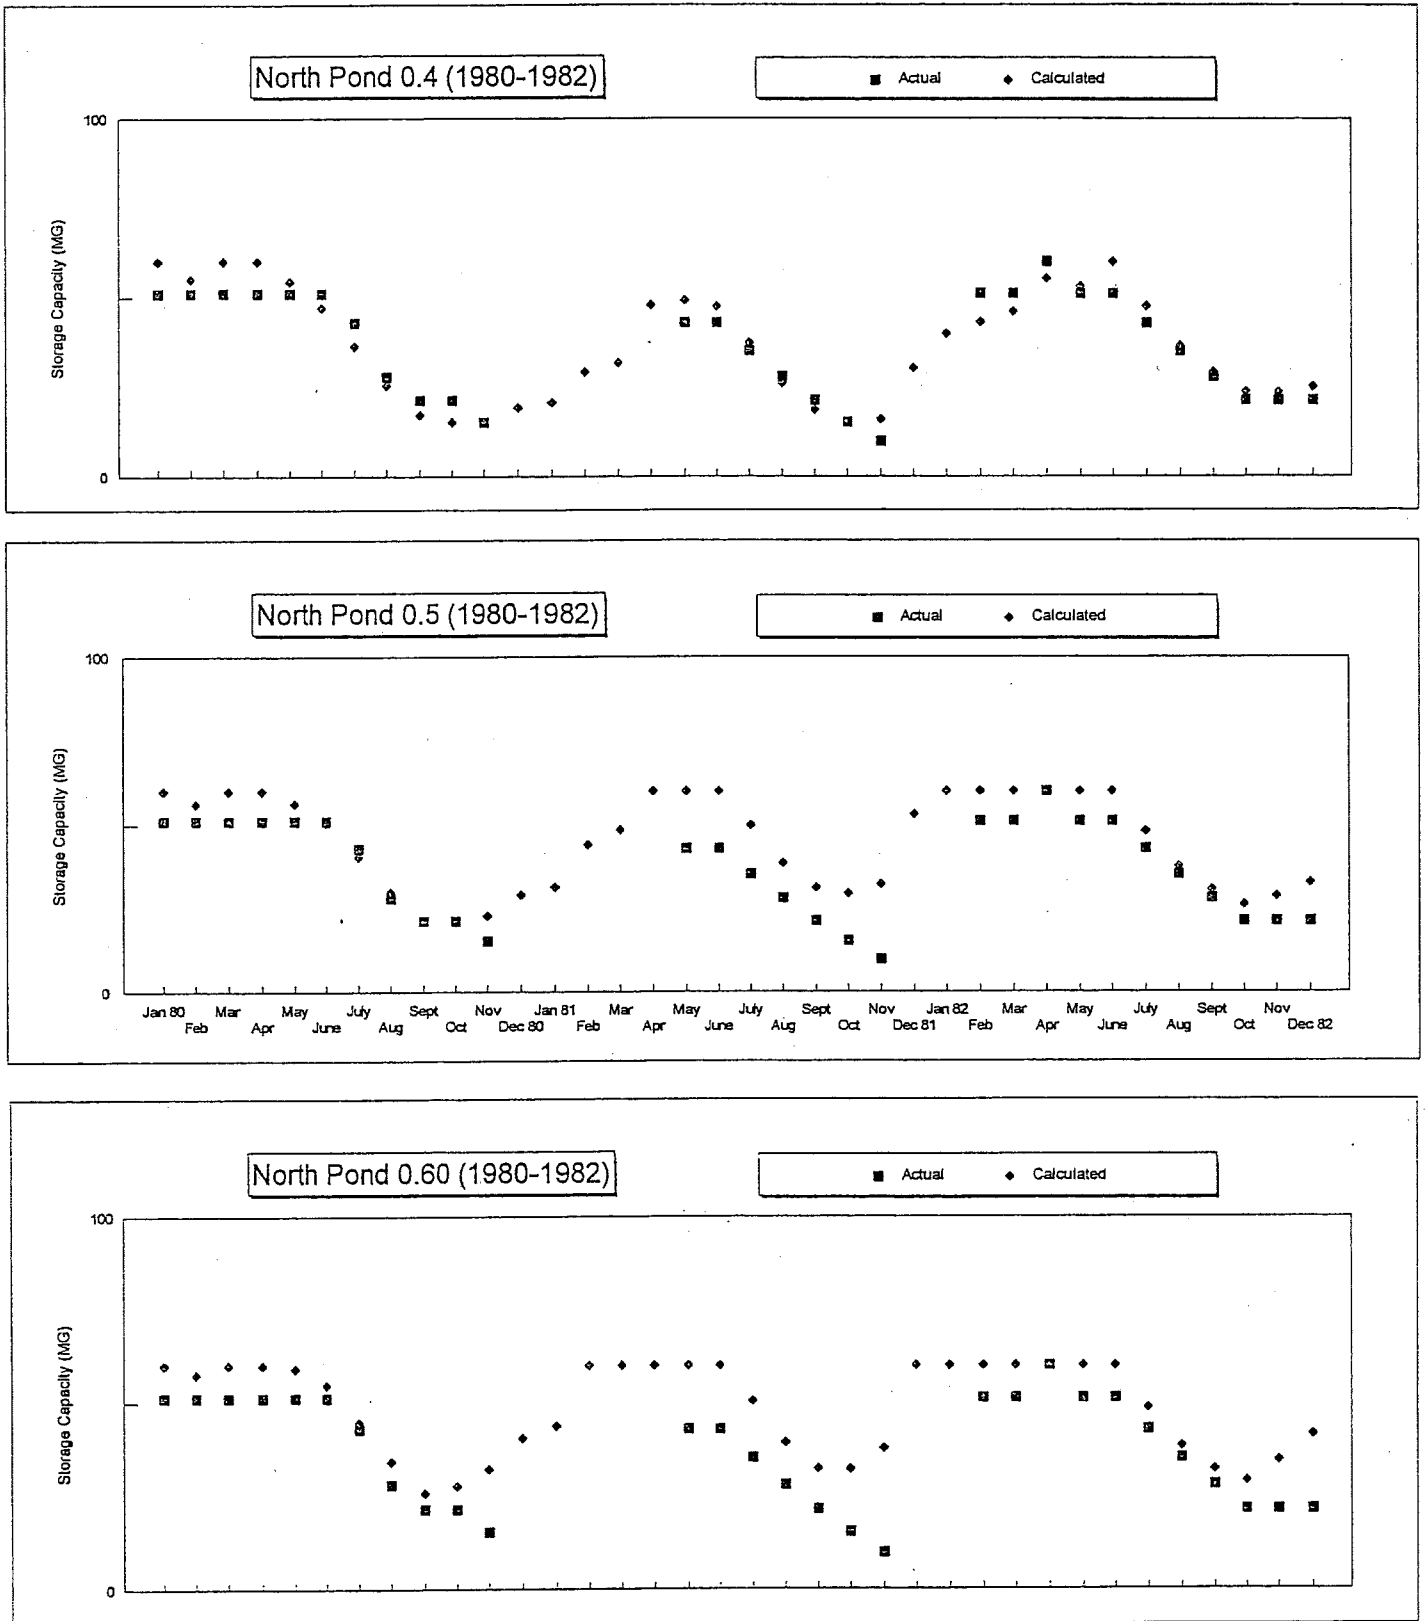 North Pond 0.4 (1980-1982)
Actual Calculated
100
Storage Capacity (MG)
0
North Pond 0.5 (1980-1982)
Actual Calculated
100
Storage Capacity (MG)
0
Jan 80 Mar May July Sept Nov Jan 81 Mar May July Sept Nov Jan 82 Mar May July Sept Nov
Feb Apr June Aug Oct Dec 80 Feb Apr June Aug Oct Dec 81 Feb Apr June Aug Oct Dec 82
North Pond 0.60 (1980-1982)
Actual Calculated
100
Storage Capacity (MG)
0